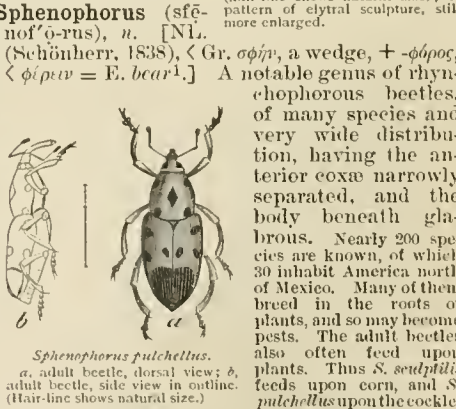 pattern of elytral sculpture, still
more enlarged.
Sphenophorus (sfē-
nof´ō-rus), n. [NL.
(Schönherr, 1838), < Gr. σφήν, a wedge, + -φόρος,
< φέρειν = E. bear¹.] A notable genus of rhyn-
chophorous beetles,
of many species and
very wide distribu-
tion, having the an-
terior coxæ narrowly
separated, and the
body beneath gla-
brous. Nearly 200 spe-
cies are known, of which
30 inhabit America north
of Mexico. Many of them
breed in the roots of
plants, and so may become
pests. The adult beetles
also often feed upon
plants. Thus S. sculptilis
feeds upon corn, and S.
pulchellus upon the cockle-
b
a
Sphenophorus pulchellus.
a, adult beetle, dorsal view; b,
adult beetle, side view in outline.
(Hair-line shows natural size.)